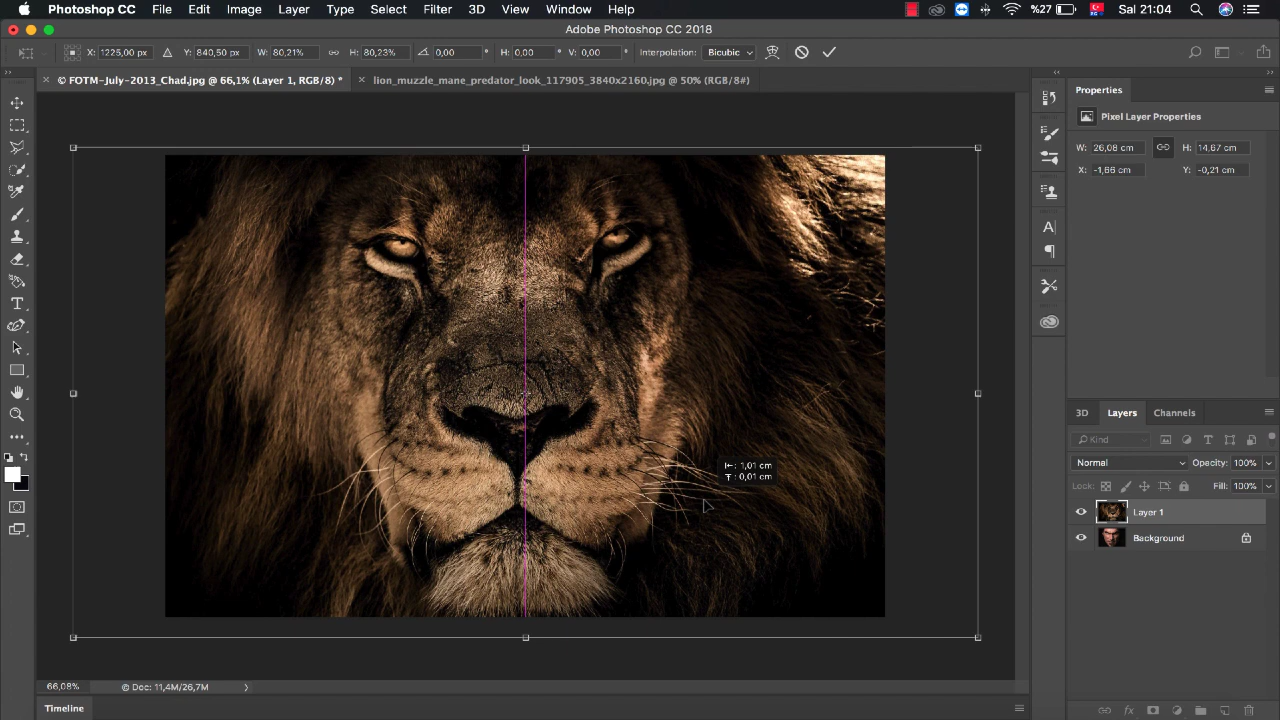 Photoshop CC File Edit Image Layer Type Select Filter 3D View Window Help %27 Sal 21:04
Adobe Photoshop CC 2018
X: 1225,00 px Y: 840,50 px W: 80,21% H: 80,23% 0,00 ° H: 0,00 ° V: 0,00 ° Interpolation: Bicubic
© FOTM-July-2013_Chad.jpg @ 66,1% (Layer 1, RGB/8) *
lion_muzzle_mane_predator_look_117905_3840x2160.jpg @ 50% (RGB/8#)
Properties
Pixel Layer Properties
W: 26,08 cm H: 14,67 cm
X: -1,66 cm Y: -0,21 cm
3D Layers Channels
Kind
Normal Opacity: 100%
Lock: Fill: 100%
Layer 1
Background
: 1,01 cm
: 0,01 cm
66,08% Doc: 11,4M/26,7M
Timeline